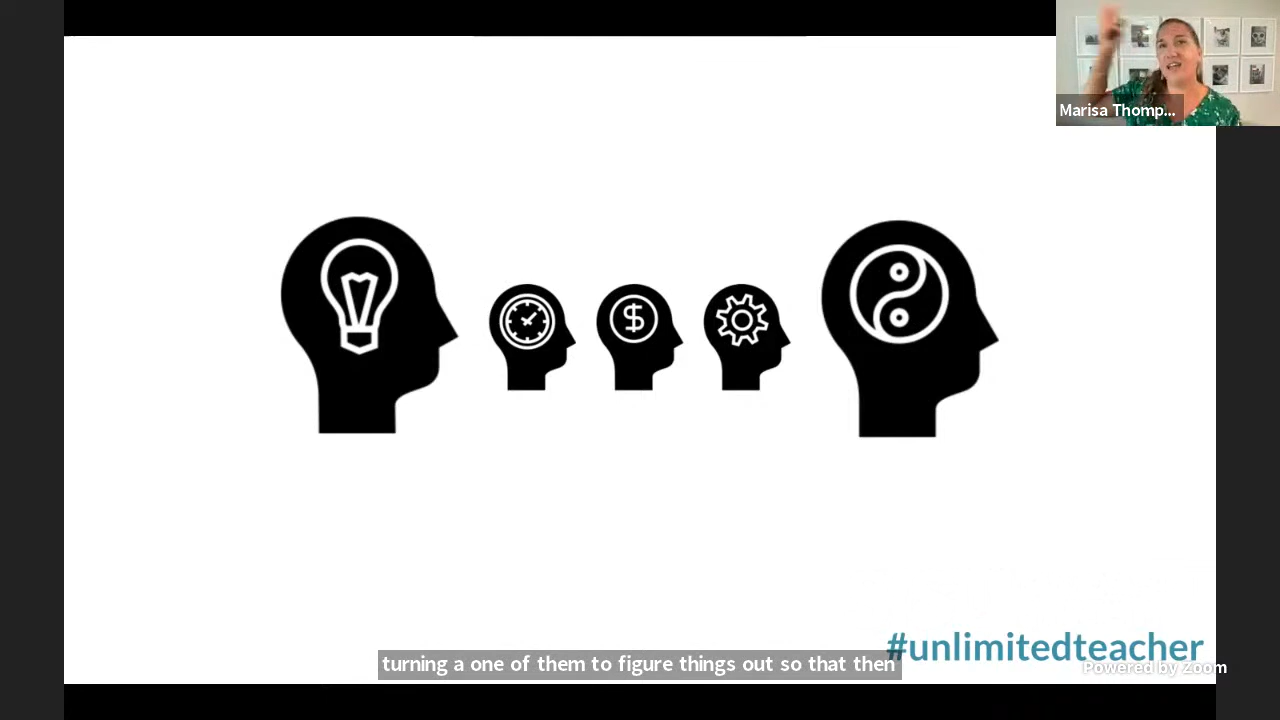 Marisa Thomp...
$
#unlimitedteacher
turning a one of them to figure things out so that then
Powered by Zoom